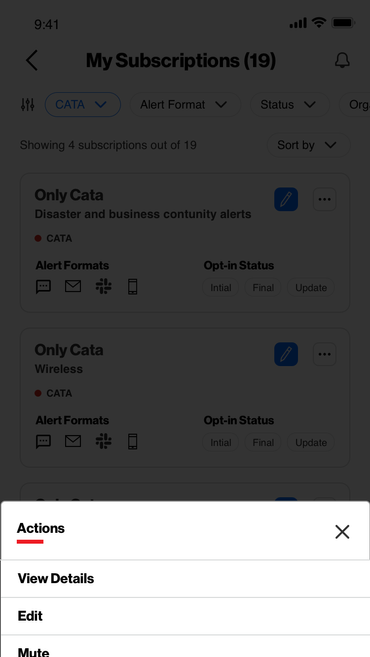 9:41
My Subscriptions (19)
CATA
Alert Format
Status
Org
Showing 4 subscriptions out of 19
Sort by
Only Cata
Disaster and business contunity alerts
CATA
Alert Formats
Opt-in Status
Intial
Final
Update
Only Cata
Wireless
CATA
Alert Formats
Opt-in Status
Intial
Final
Update
Only Cata
Actions
View Details
Edit
Mute